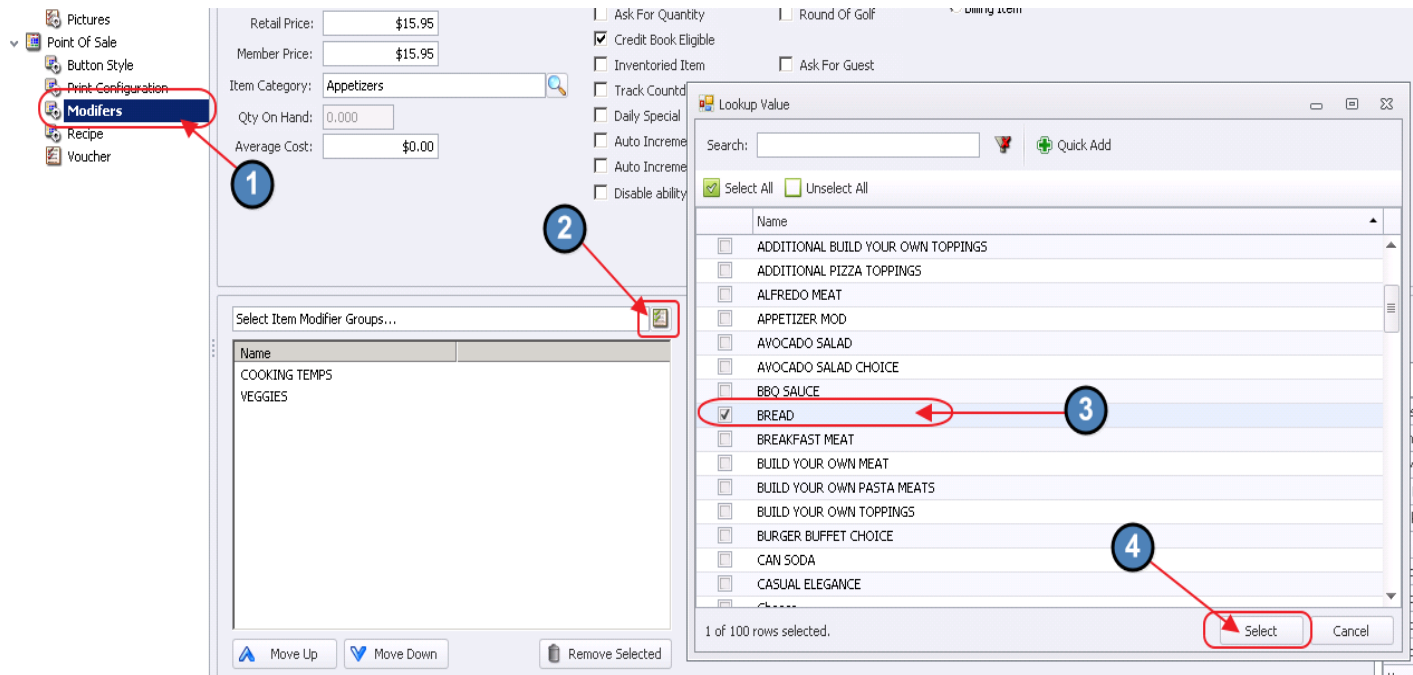 Pictures
Point Of Sale
Button Style
Print Configuration
Modifers
Recipe
Voucher
1
Retail Price: $15.95
Member Price: $15.95
Item Category: Appetizers
Qty On Hand: 0.000
Average Cost: $0.00
Ask For Quantity
Credit Book Eligible
Inventoried Item
Track Countd
Daily Special
Auto Increme
Auto Increme
Disable ability
Round Of Golf
Ask For Guest
Billing Item
2
Select Item Modifier Groups...
Name
COOKING TEMPS
VEGGIES
Move Up
Move Down
Remove Selected
Lookup Value
Search:
Quick Add
Select All
Unselect All
Name
ADDITIONAL BUILD YOUR OWN TOPPINGS
ADDITIONAL PIZZA TOPPINGS
ALFREDO MEAT
APPETIZER MOD
AVOCADO SALAD
AVOCADO SALAD CHOICE
BBQ SAUCE
BREAD
3
BREAKFAST MEAT
BUILD YOUR OWN MEAT
BUILD YOUR OWN PASTA MEATS
BUILD YOUR OWN TOPPINGS
BURGER BUFFET CHOICE
CAN SODA
CASUAL ELEGANCE
4
1 of 100 rows selected.
Select
Cancel